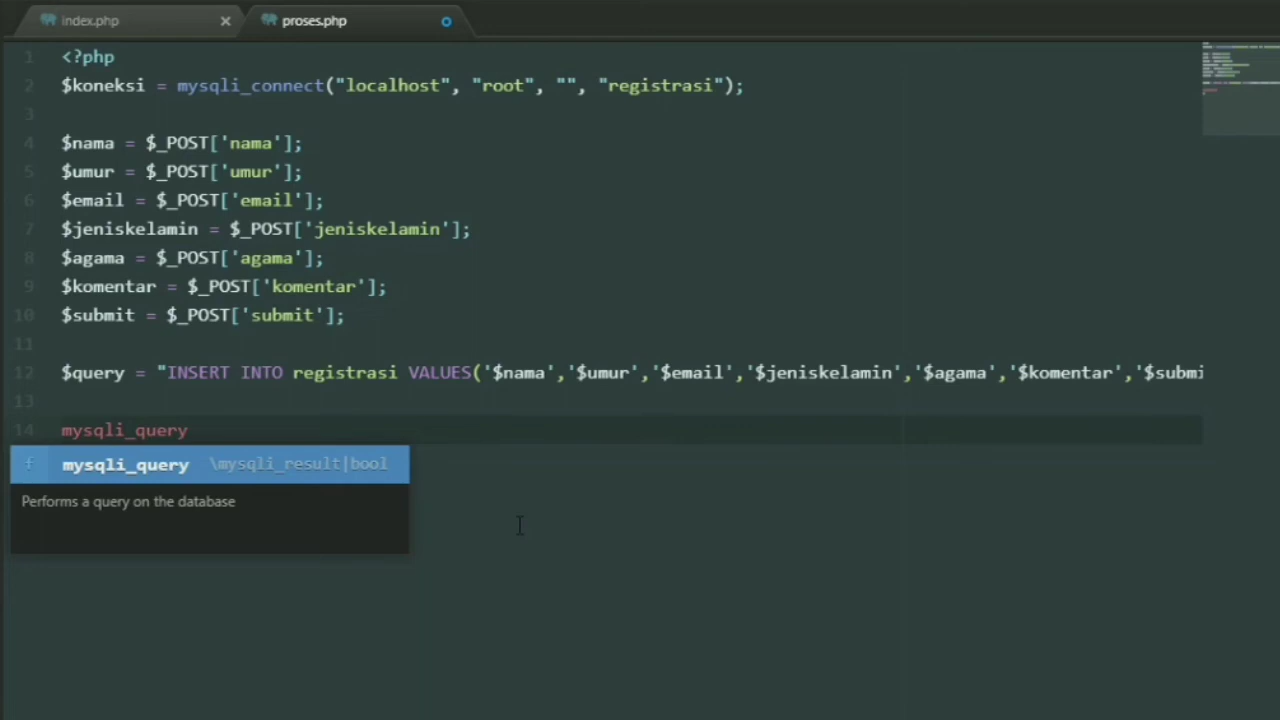 index.php
proses.php
1 <?php
2 $koneksi = mysqli_connect("localhost", "root", "", "registrasi");
3
4 $nama = $_POST['nama'];
5 $umur = $_POST['umur'];
6 $email = $_POST['email'];
7 $jeniskelamin = $_POST['jeniskelamin'];
8 $agama = $_POST['agama'];
9 $komentar = $_POST['komentar'];
10 $submit = $_POST['submit'];
11
12 $query = "INSERT INTO registrasi VALUES('$nama','$umur','$email','$jeniskelamin','$agama','$komentar','$submi
13
14 mysqli_query
f mysqli_query \mysqli_result|bool
Performs a query on the database